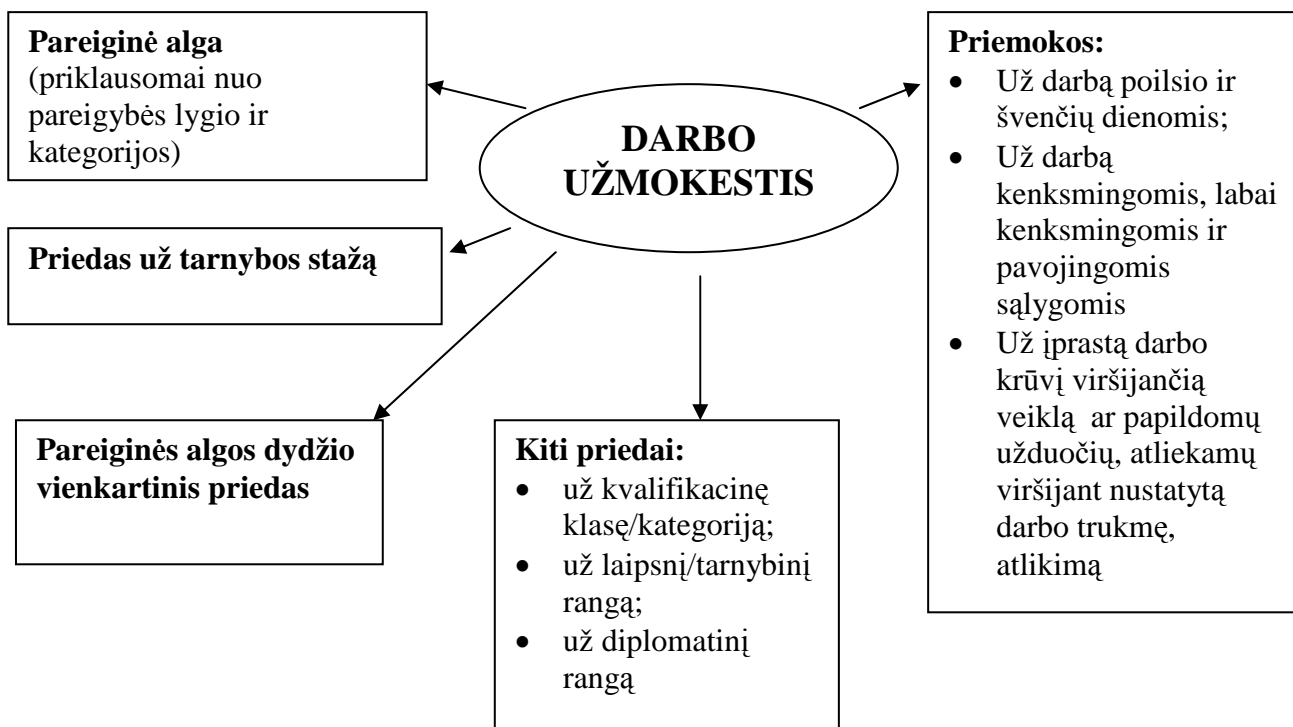 Pareiginė alga
(priklausomai nuo
pareigybės lygio ir
kategorijos)
DARBO
UŽMOKESTIS
Priemokos:
• Už darbą poilsio ir
švenčių dienomis;
• Už darbą
kenksmingomis, labai
kenksmingomis ir
pavojingomis
sąlygomis
• Už įprastą darbo
krūvį viršijančią
veiklą ar papildomų
užduočių, atliekamų
viršijant nustatytą
darbo trukmę,
atlikimą
Priedas už tarnybos stažą
Pareiginės algos dydžio
vienkartinis priedas
Kiti priedai:
• už kvalifikacinę
klasę/kategoriją;
• už laipsnį/tarnybinį
rangą;
• už diplomatinį
rangą